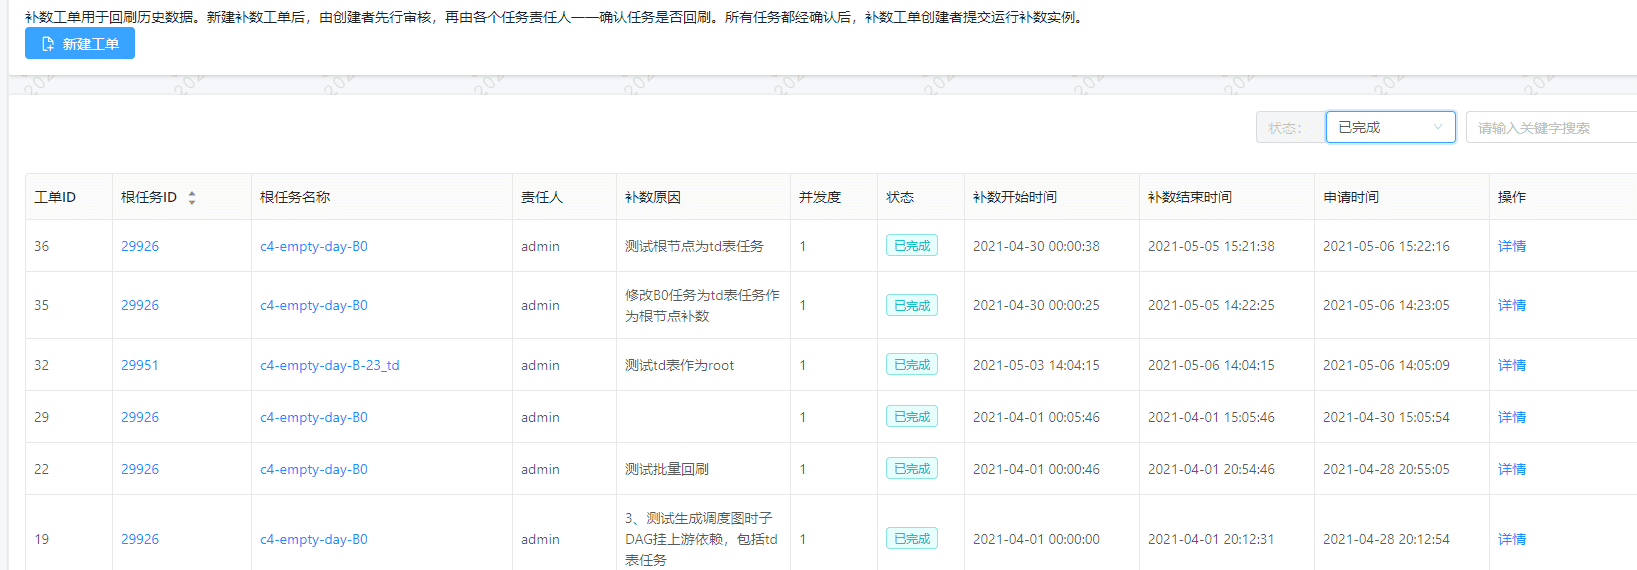 补数工单用于回刷历史数据。新建补数工单后，由创建者先行审核，再由各个任务责任人一一确认任务是否回刷。所有任务都经确认后，补数工单创建者提交运行补数实例。
新建工单
状态： 已完成 请输入关键字搜索
工单ID 根任务ID 根任务名称 责任人 补数原因 并发度 状态 补数开始时间 补数结束时间 申请时间 操作
36 29926 c4-empty-day-B0 admin 测试根节点为td表任务 1 已完成 2021-04-30 00:00:38 2021-05-05 15:21:38 2021-05-06 15:22:16 详情
35 29926 c4-empty-day-B0 admin 修改B0任务为td表任务作 1 已完成 2021-04-30 00:00:25 2021-05-05 14:22:25 2021-05-06 14:23:05 详情
为根节点补数
32 29951 c4-empty-day-B-23_td admin 测试td表作为root 1 已完成 2021-05-03 14:04:15 2021-05-06 14:04:15 2021-05-06 14:05:09 详情
29 29926 c4-empty-day-B0 admin 1 已完成 2021-04-01 00:05:46 2021-04-01 15:05:46 2021-04-30 15:05:54 详情
22 29926 c4-empty-day-B0 admin 测试批量回刷 1 已完成 2021-04-01 00:00:46 2021-04-01 20:54:46 2021-04-28 20:55:05 详情
3、测试生成调度图时子
19 29926 c4-empty-day-B0 admin DAG挂上游依赖，包括td 1 已完成 2021-04-01 00:00:00 2021-04-01 20:12:31 2021-04-28 20:12:54 详情
表任务